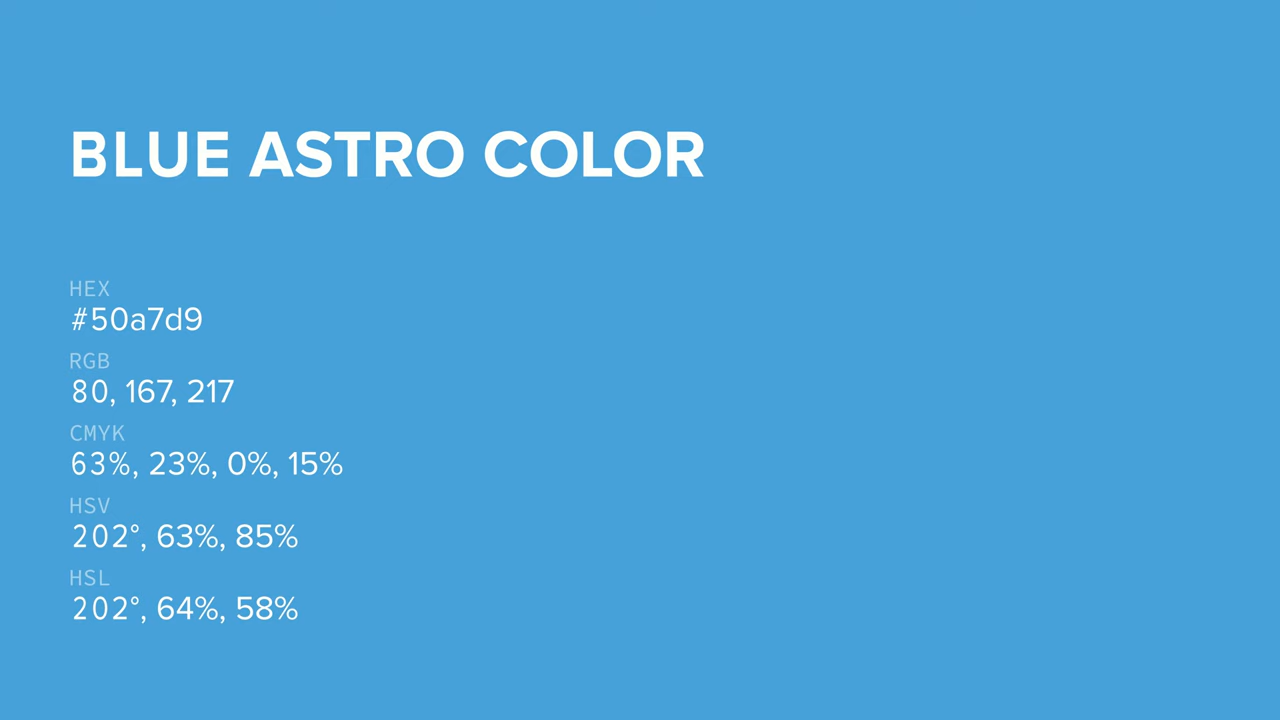 BLUE ASTRO COLOR
HEX
#50a7d9
RGB
80, 167, 217
CMYK
63%, 23%, 0%, 15%
HSV
202°, 63%, 85%
HSL
202°, 64%, 58%